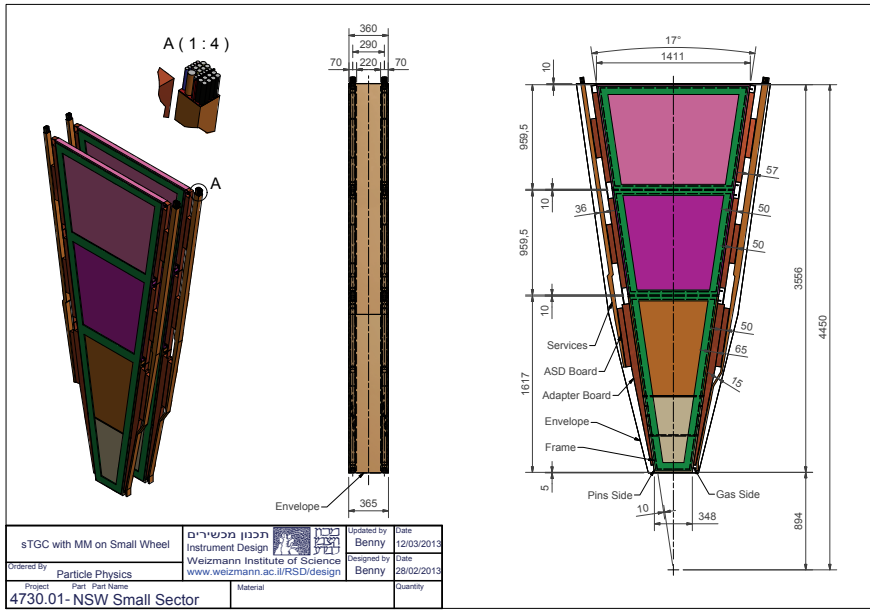 A ( 1 : 4 )
A
360
290
70
220
70
Envelope
365
17°
1411
10
959,5
10
959,5
10
1617
5
36
57
50
50
50
65
15
3556
4450
894
Services
ASD Board
Adapter Board
Envelope
Frame
Pins Side
Gas Side
10
348
sTGC with MM on Small Wheel
תכנון מכשירים
Instrument Design
Weizmann Institute of Science
www.weizmann.ac.il/RSD/design
Updated by
Benny
Date
12/03/2013
Ordered By
Particle Physics
Designed by
Benny
Date
28/02/2013
Project
Part
Part Name
4730.01- NSW Small Sector
Material
Quantity